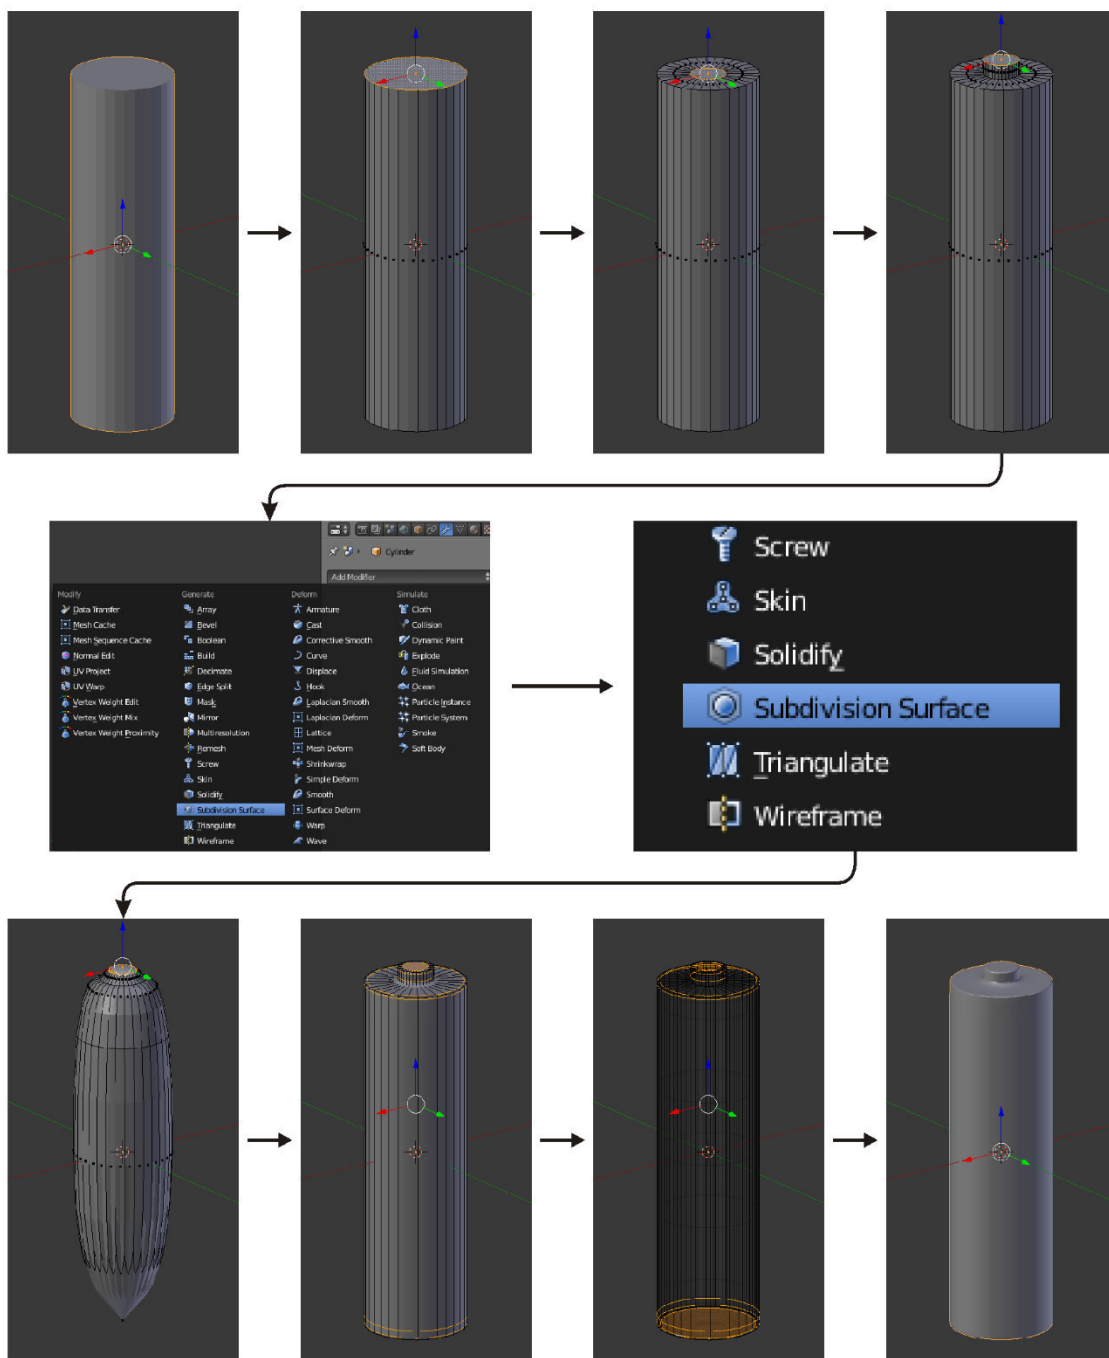 Cylinder
Add Modifier
Modify
Data Transfer
Mesh Cache
Mesh Sequence Cache
Normal Edit
UV Project
UV Warp
Vertex Weight Edit
Vertex Weight Mix
Vertex Weight Proximity
Generate
Array
Bevel
Boolean
Build
Decimate
Edge Split
Mask
Mirror
Multiresolution
Remesh
Screw
Skin
Solidify
Subdivision Surface
Triangulate
Wireframe
Deform
Armature
Cast
Corrective Smooth
Curve
Displace
Hook
Laplacian Smooth
Laplacian Deform
Lattice
Mesh Deform
Shrinkwrap
Simple Deform
Smooth
Surface Deform
Warp
Wave
Simulate
Cloth
Collision
Dynamic Paint
Explode
Fluid Simulation
Ocean
Particle Instance
Particle System
Smoke
Soft Body
Screw
Skin
Solidify
Subdivision Surface
Triangulate
Wireframe